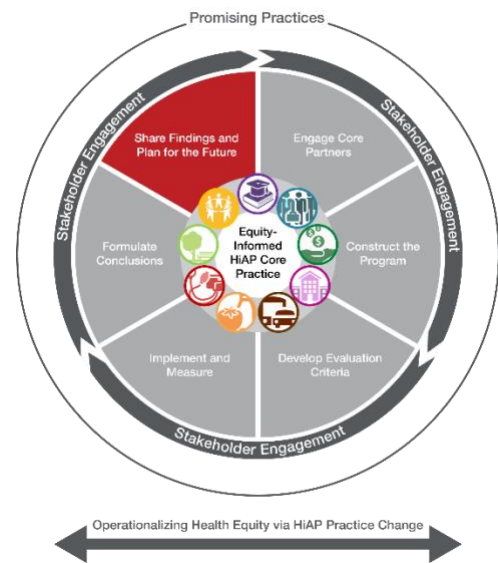 Promising Practices
Stakeholder Engagement
Stakeholder Engagement
Share Findings and
Plan for the Future
Engage Core
Partners
Formulate
Conclusions
Equity-
Informed
HiAP Core
Practice
Construct the
Program
Implement and
Measure
Develop Evaluation
Criteria
Stakeholder Engagement
Operationalizing Health Equity via HiAP Practice Change